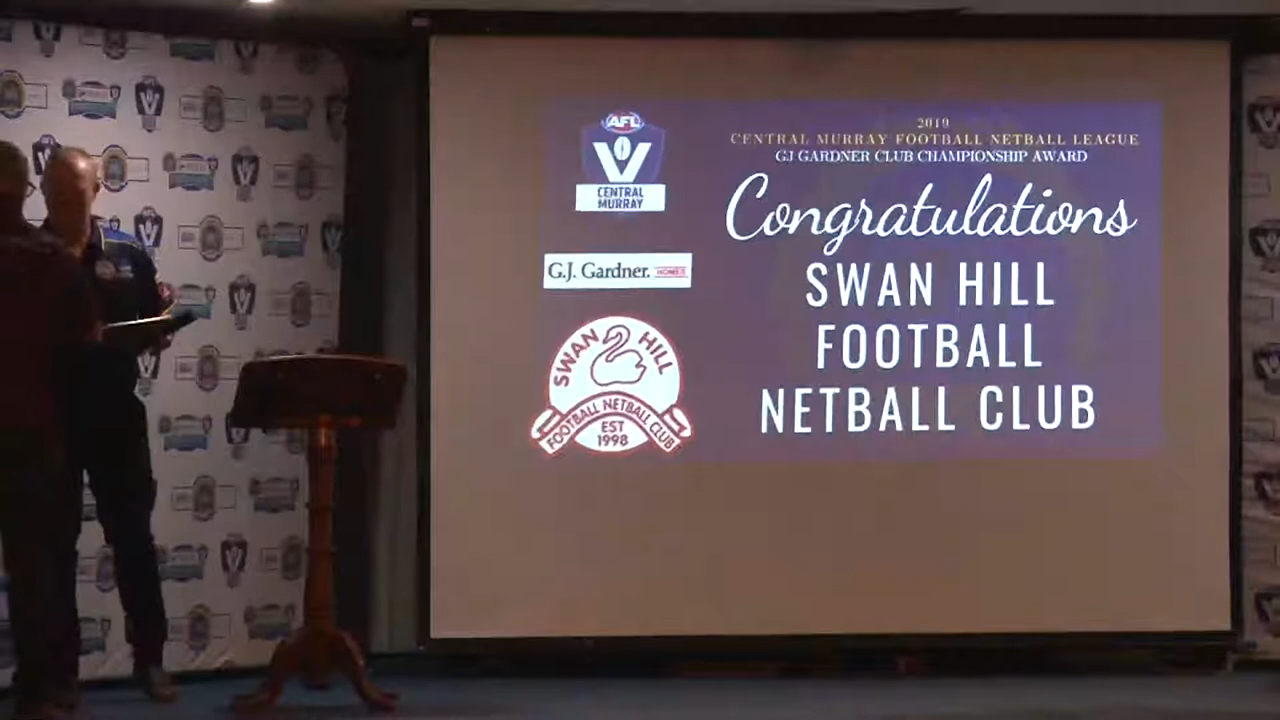 AFL
CENTRAL
MURRAY
G.J. Gardner. HOMES
SWAN HILL
FOOTBALL NETBALL CLUB
EST
1998
2019
CENTRAL MURRAY FOOTBALL NETBALL LEAGUE
GJ GARDNER CLUB CHAMPIONSHIP AWARD
Congratulations
SWAN HILL
FOOTBALL
NETBALL CLUB